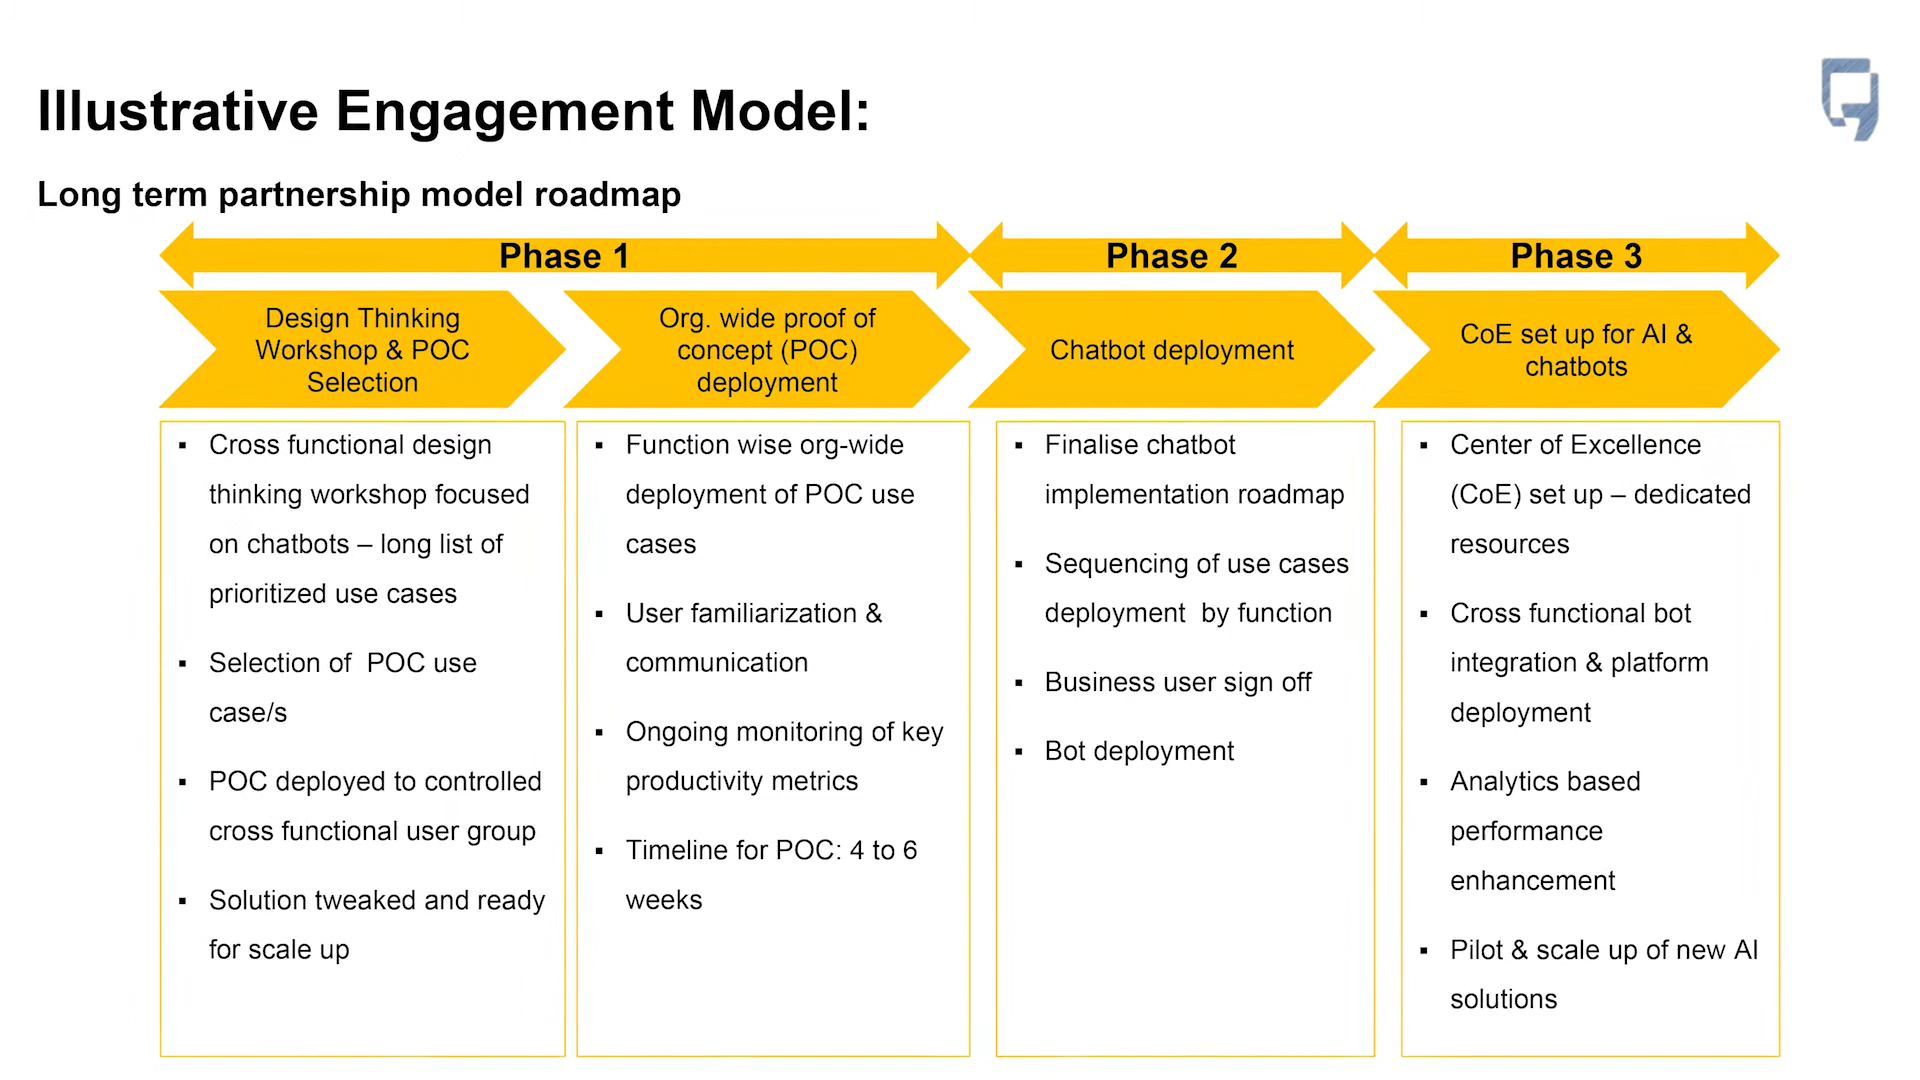 Illustrative Engagement Model:
Long term partnership model roadmap
Phase 1
Phase 2
Phase 3
Design Thinking
Workshop & POC
Selection
Org. wide proof of
concept (POC)
deployment
Chatbot deployment
CoE set up for AI &
chatbots
▪ Cross functional design
thinking workshop focused
on chatbots – long list of
prioritized use cases
▪ Selection of  POC use
case/s
▪ POC deployed to controlled
cross functional user group
▪ Solution tweaked and ready
for scale up
▪ Function wise org-wide
deployment of POC use
cases
▪ User familiarization &
communication
▪ Ongoing monitoring of key
productivity metrics
▪ Timeline for POC: 4 to 6
weeks
▪ Finalise chatbot
implementation roadmap
▪ Sequencing of use cases
deployment  by function
▪ Business user sign off
▪ Bot deployment
▪ Center of Excellence
(CoE) set up – dedicated
resources
▪ Cross functional bot
integration & platform
deployment
▪ Analytics based
performance
enhancement
▪ Pilot & scale up of new AI
solutions